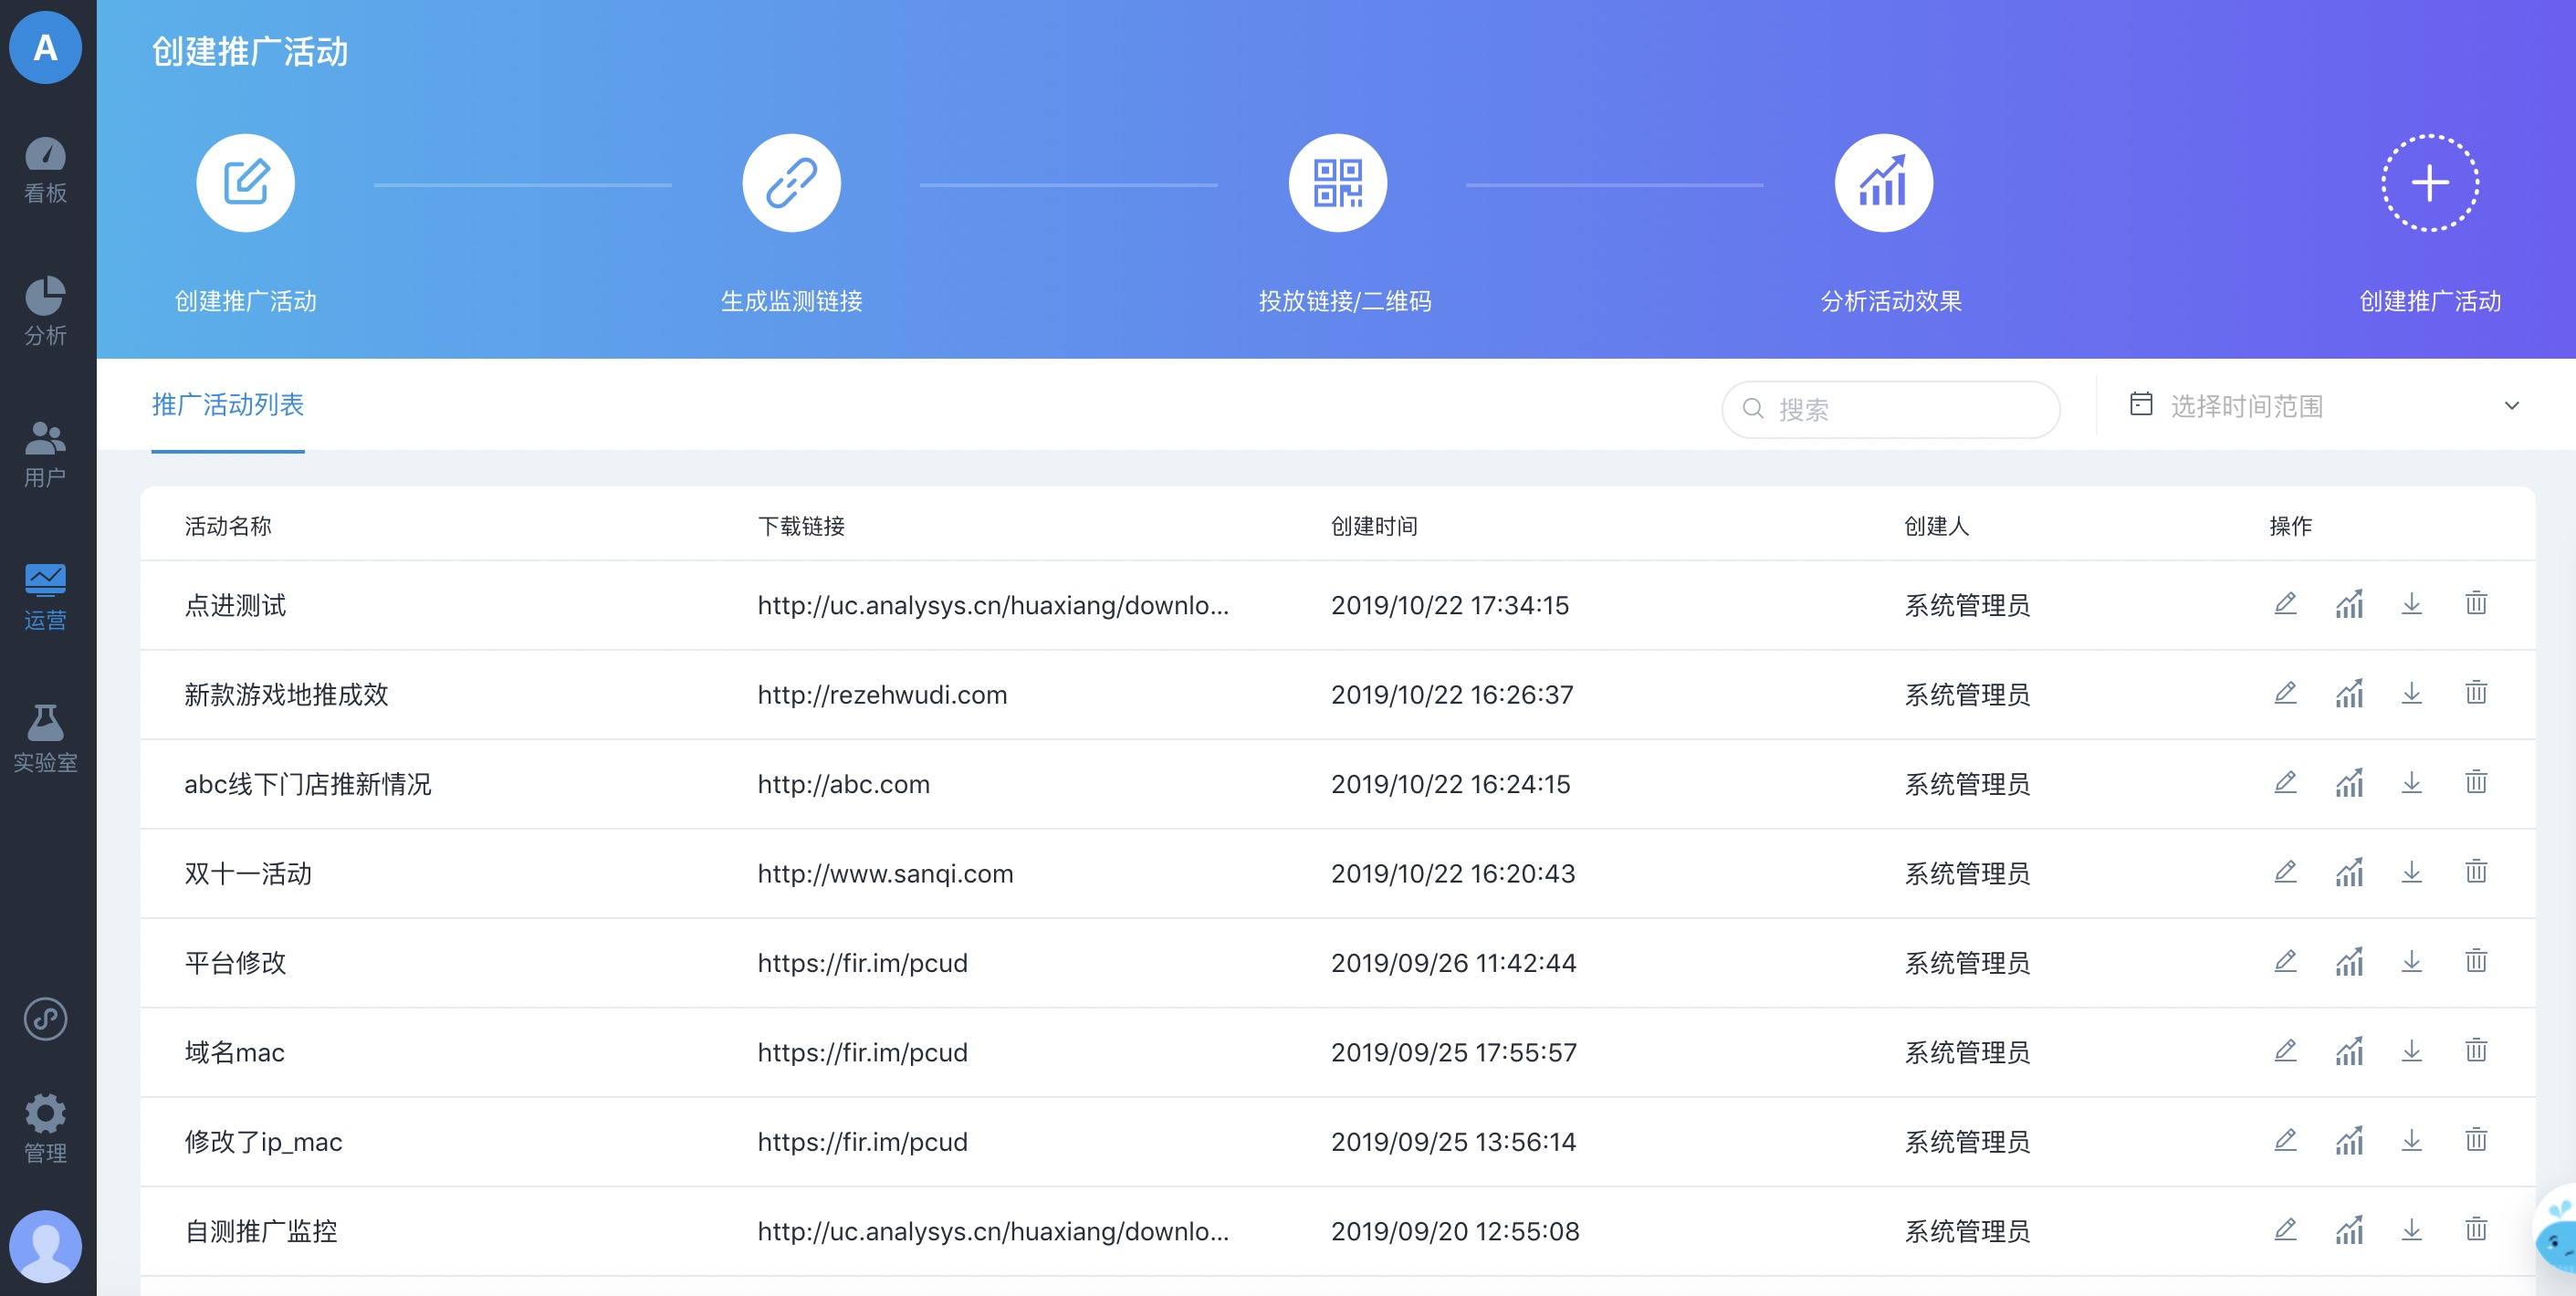 A
看板
分析
用户
运营
实验室
管理
创建推广活动
创建推广活动
生成监测链接
投放链接/二维码
分析活动效果
创建推广活动
推广活动列表
搜索
选择时间范围
活动名称 下载链接 创建时间 创建人 操作
点进测试 http://uc.analysys.cn/huaxiang/downlo... 2019/10/22 17:34:15 系统管理员
新款游戏地推成效 http://rezehwudi.com 2019/10/22 16:26:37 系统管理员
abc线下门店推新情况 http://abc.com 2019/10/22 16:24:15 系统管理员
双十一活动 http://www.sanqi.com 2019/10/22 16:20:43 系统管理员
平台修改 https://fir.im/pcud 2019/09/26 11:42:44 系统管理员
域名mac https://fir.im/pcud 2019/09/25 17:55:57 系统管理员
修改了ip_mac https://fir.im/pcud 2019/09/25 13:56:14 系统管理员
自测推广监控 http://uc.analysys.cn/huaxiang/downlo... 2019/09/20 12:55:08 系统管理员